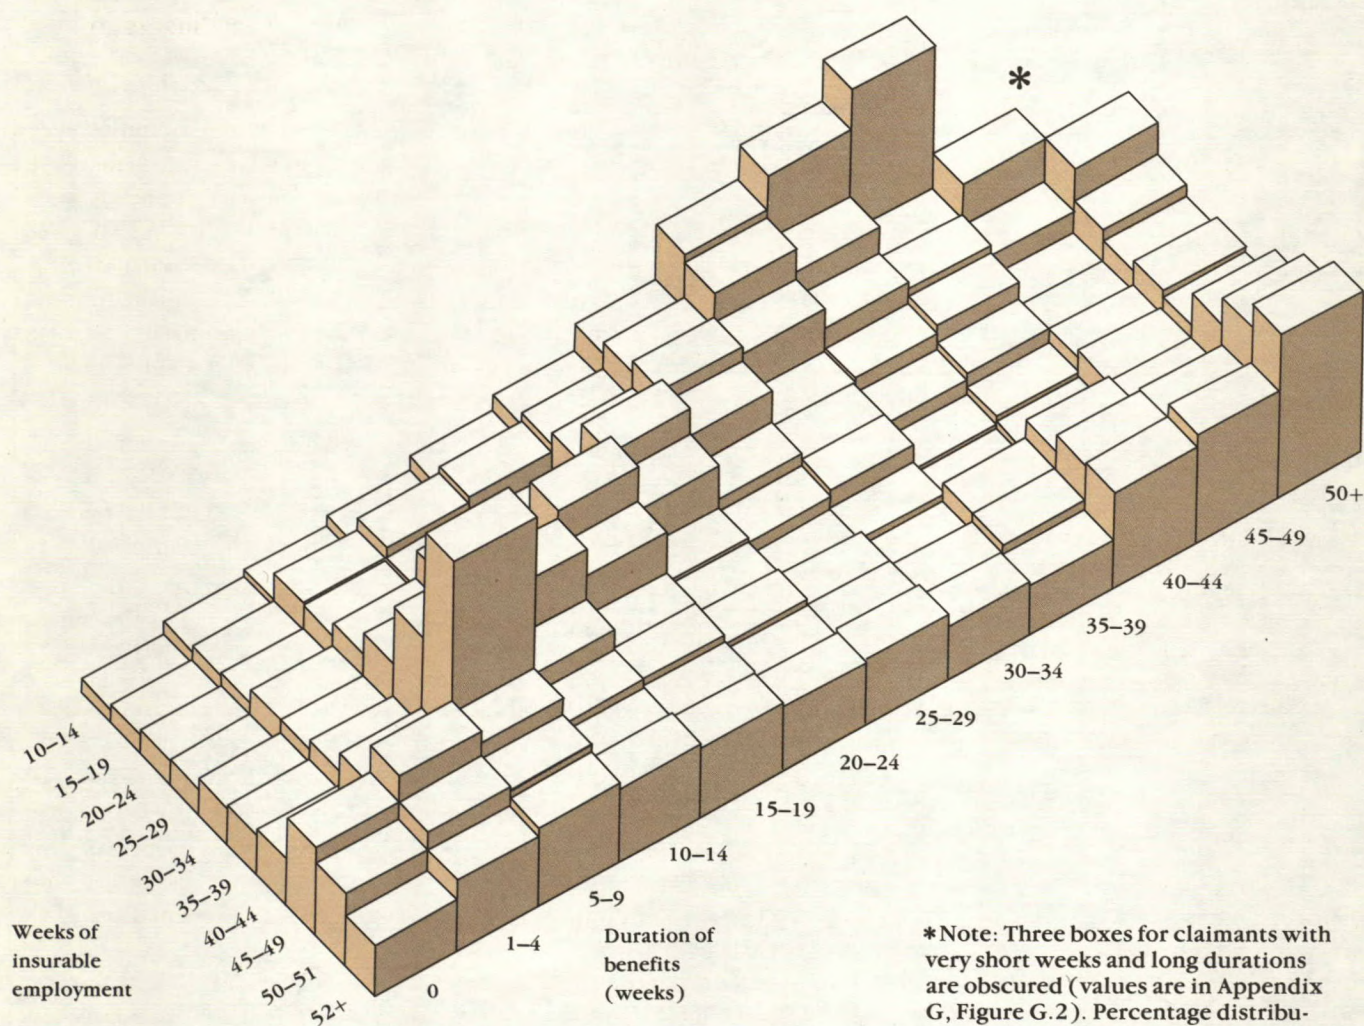 *
10–14
15–19
20–24
25–29
30–34
35–39
40–44
45–49
50–51
52+
Weeks of
insurable
employment
0
1–4
5–9
10–14
15–19
20–24
25–29
30–34
35–39
40–44
45–49
50+
Duration of
benefits
(weeks)
*Note: Three boxes for claimants with
very short weeks and long durations
are obscured (values are in Appendix
G, Figure G.2). Percentage distribu-